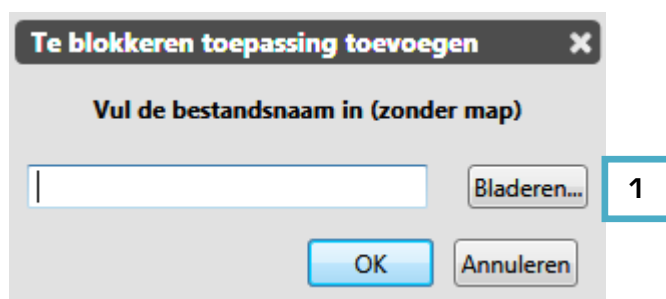 Te blokkeren toepassing toevoegen
Vul de bestandsnaam in (zonder map)
Bladeren...
1
OK
Annuleren